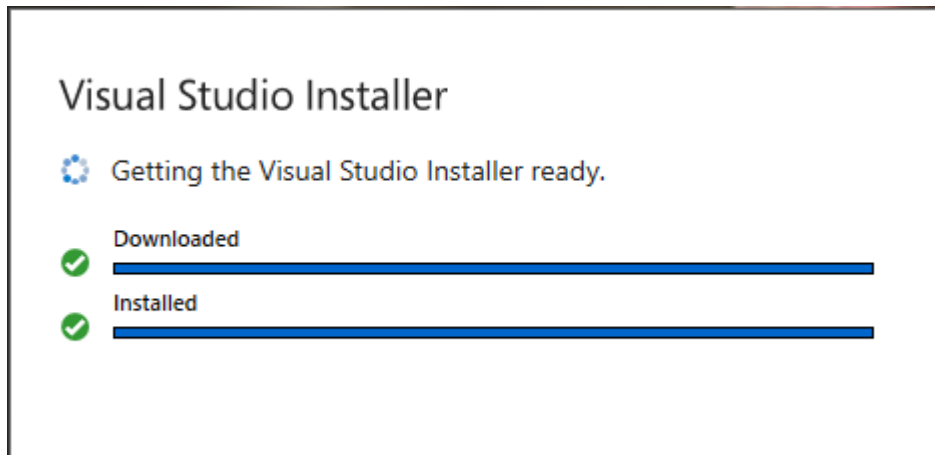 Visual Studio Installer
Getting the Visual Studio Installer ready.
Downloaded
Installed